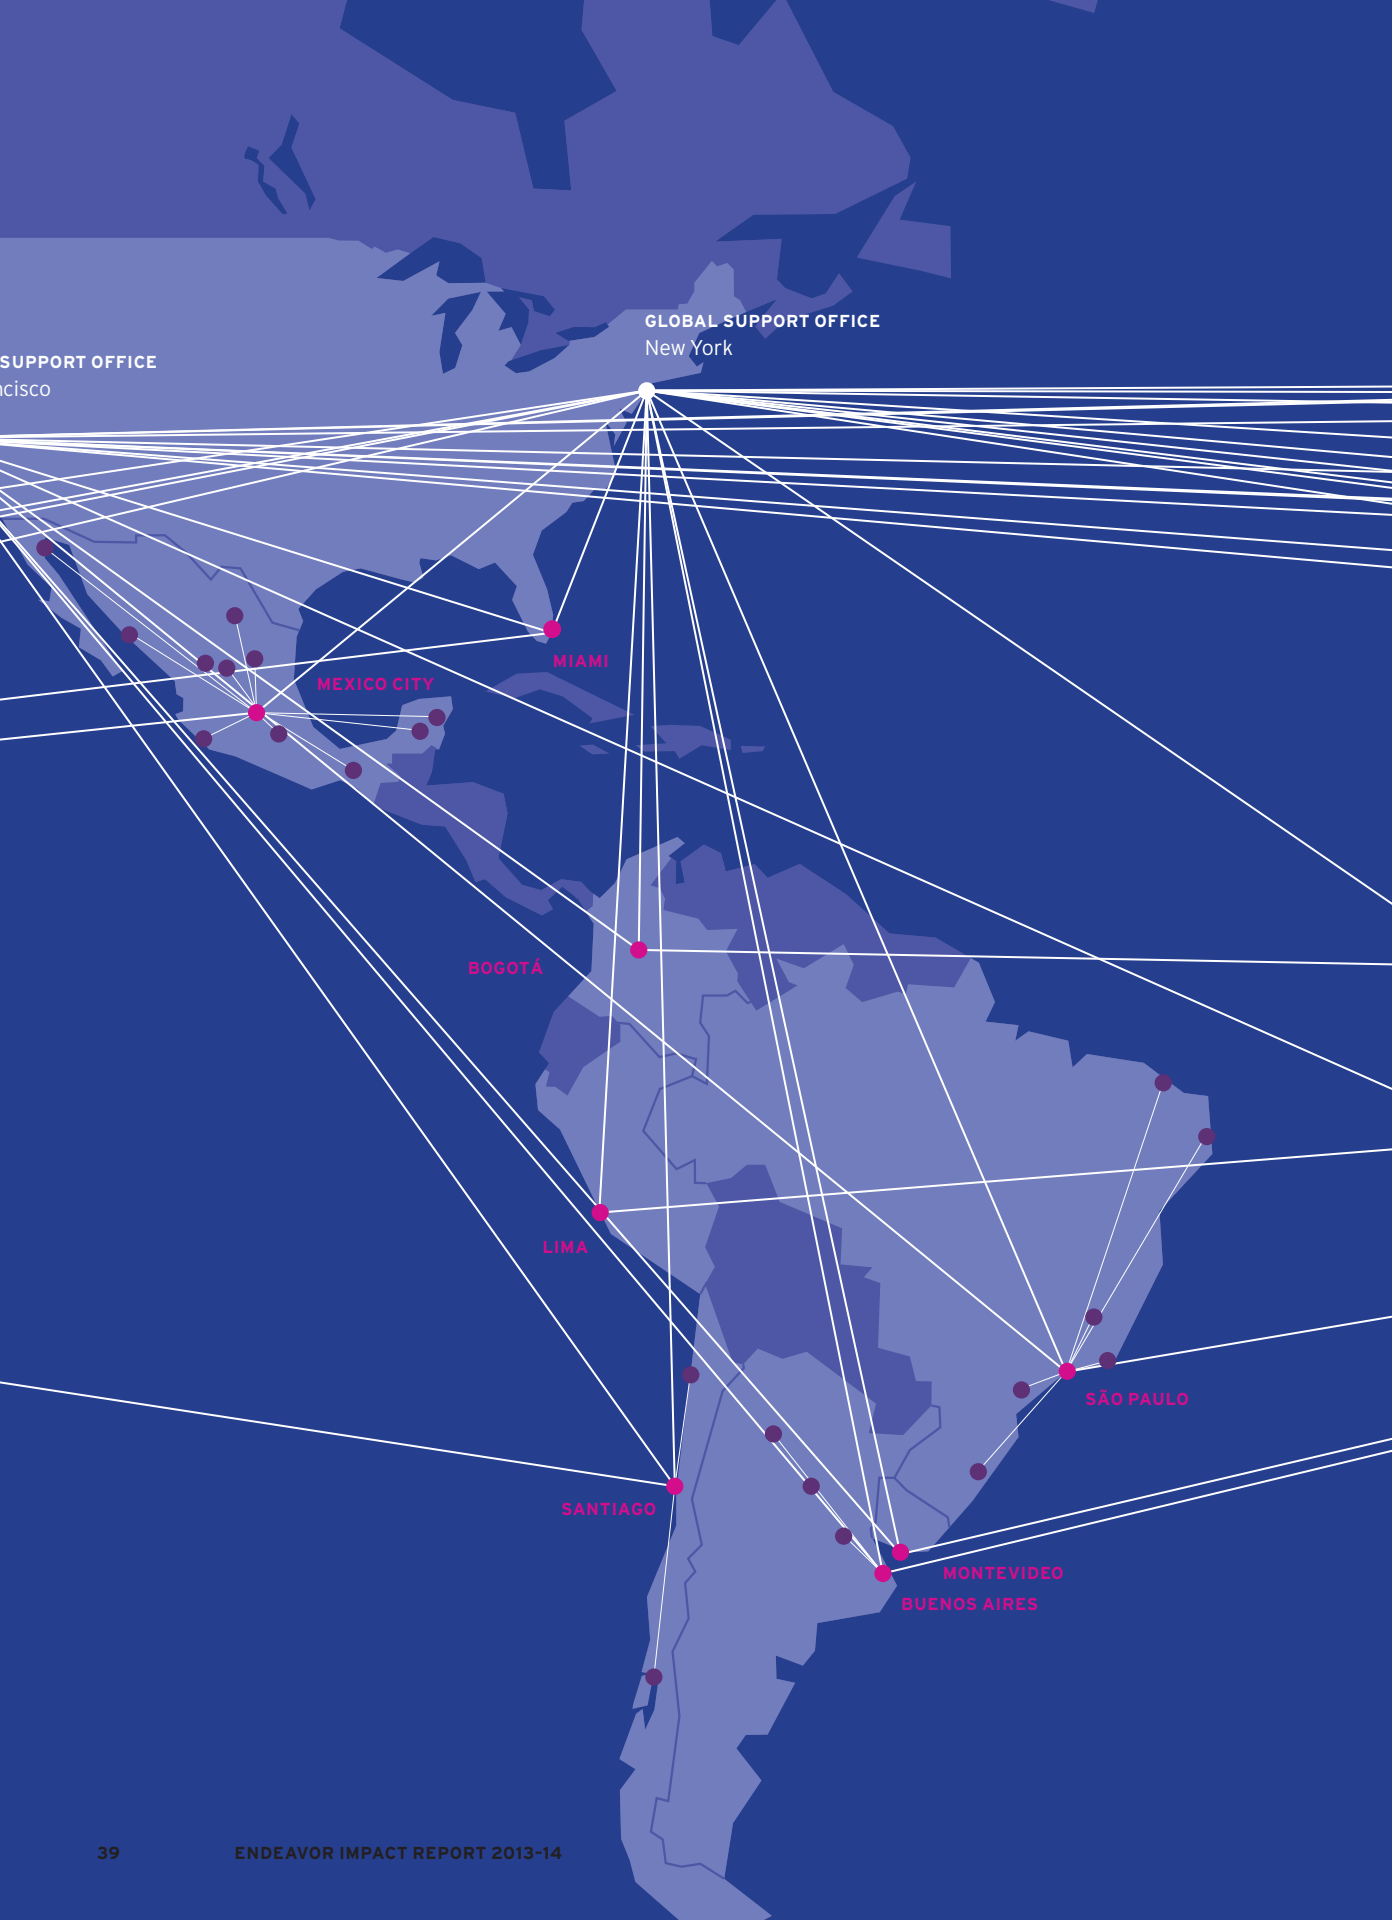 GLOBAL SUPPORT OFFICE
New York
SUPPORT OFFICE
ncisco
MIAMI
MEXICO CITY
BOGOTÁ
LIMA
SÃO PAULO
SANTIAGO
MONTEVIDEO
BUENOS AIRES
39 ENDEAVOR IMPACT REPORT 2013-14